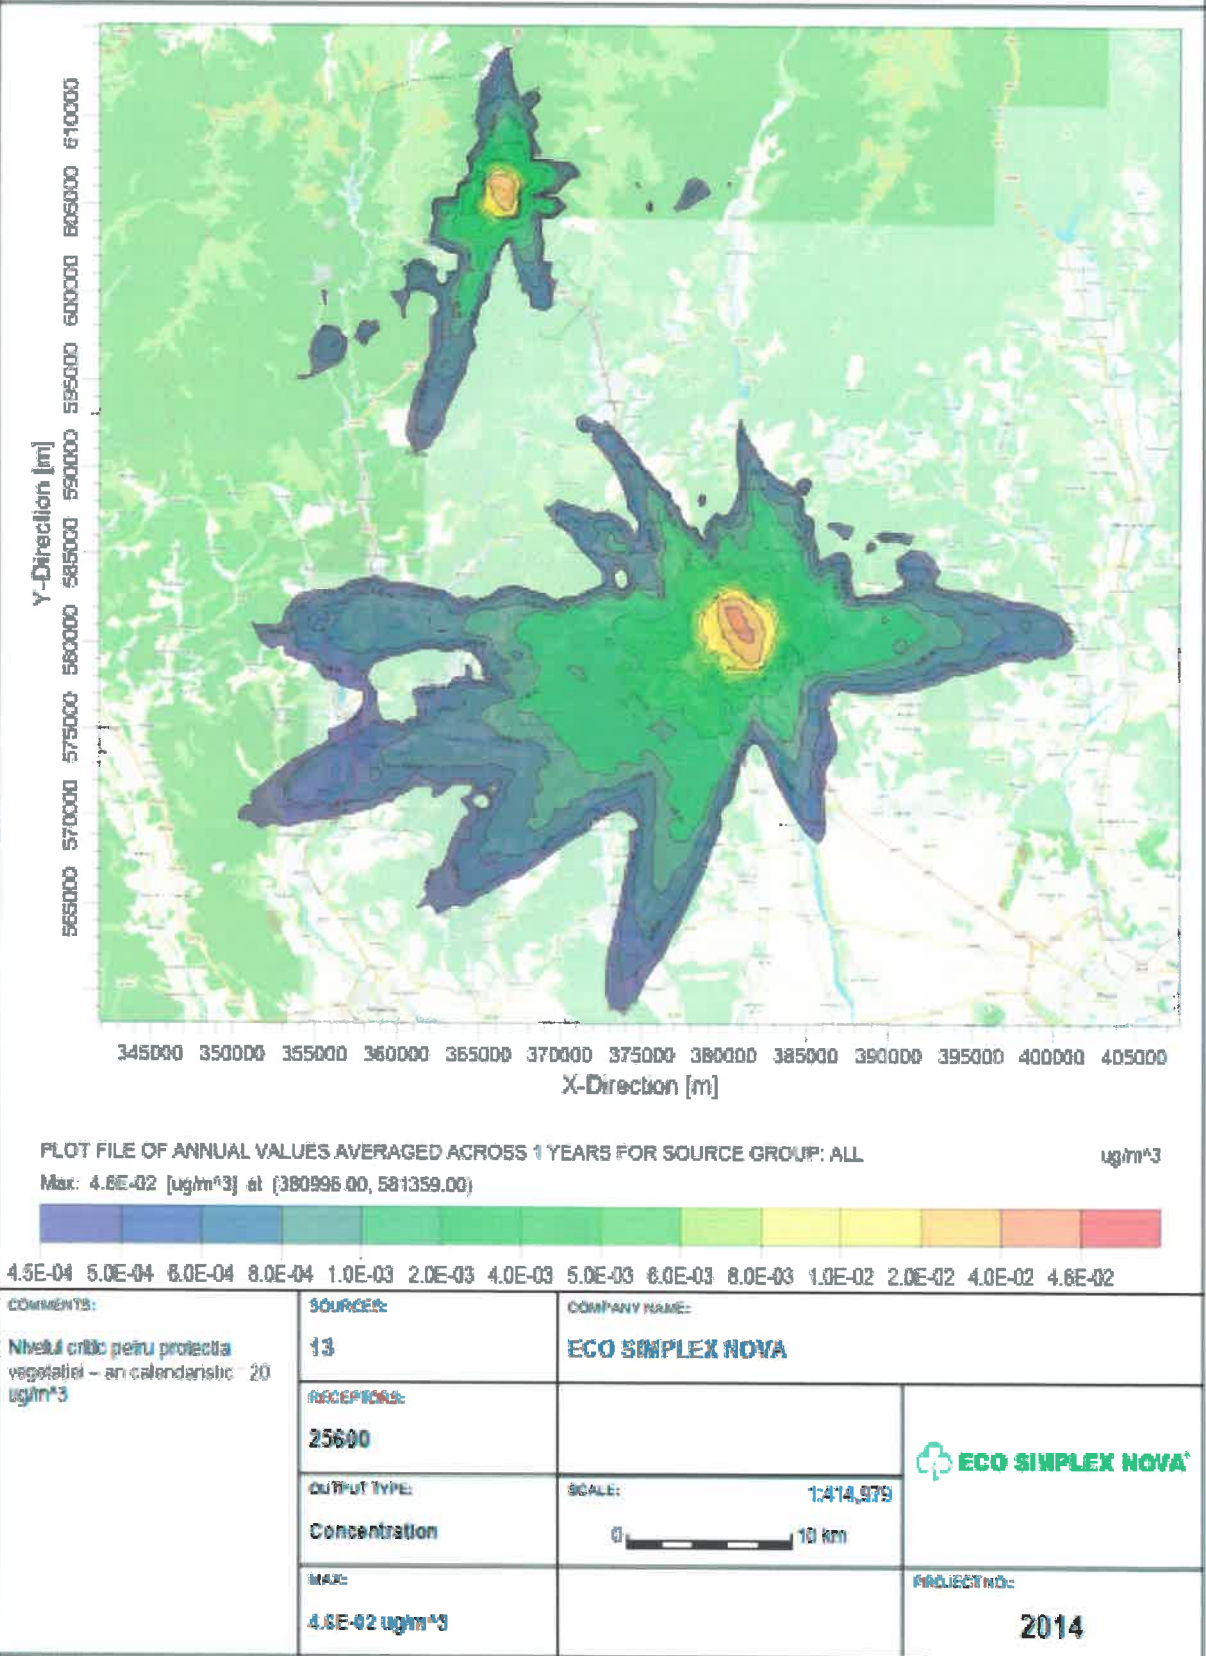 610000
605000
600000
595000
590000
585000
580000
575000
570000
565000
Y-Direction [m]
345000 350000 355000 360000 365000 370000 375000 380000 385000 390000 395000 400000 405000
X-Direction [m]
PLOT FILE OF ANNUAL VALUES AVERAGED ACROSS 1 YEARS FOR SOURCE GROUP: ALL
ug/m^3
Max: 4.6E-02 [ug/m^3] at (380996.00, 581359.00)
4.5E-04 5.0E-04 6.0E-04 8.0E-04 1.0E-03 2.0E-03 4.0E-03 5.0E-03 6.0E-03 8.0E-03 1.0E-02 2.0E-02 4.0E-02 4.6E-02
COMMENTS:
Nivelul critic petru protectia
vegetatiei – an calendaristic 20
ug/m^3
SOURCES:
13
COMPANY NAME:
ECO SIMPLEX NOVA
RECEPTORS:
25600
OUTPUT TYPE:
Concentration
SCALE:
1:414,979
0 10 km
MAX:
4.6E-02 ug/m^3
ECO SIMPLEX NOVA
PROJECT NO.:
2014